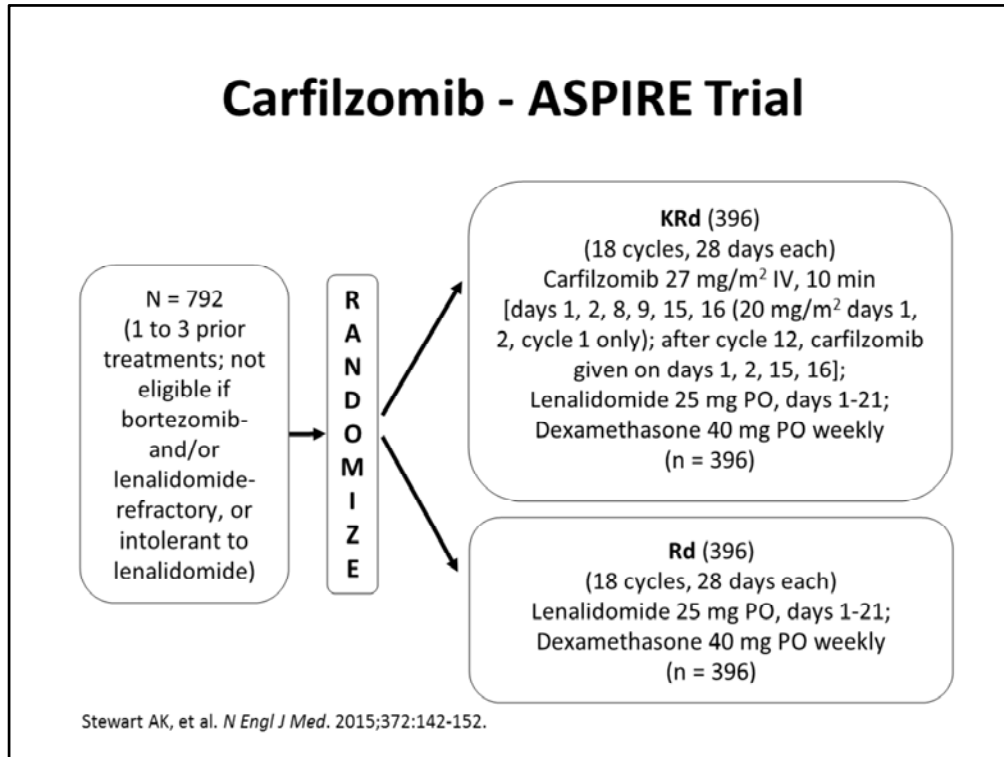 Carfilzomib - ASPIRE Trial
N = 792
(1 to 3 prior
treatments; not
eligible if
bortezomib-
and/or
lenalidomide-
refractory, or
intolerant to
lenalidomide)
R
A
N
D
O
M
I
Z
E
KRd (396)
(18 cycles, 28 days each)
Carfilzomib 27 mg/m² IV, 10 min
[days 1, 2, 8, 9, 15, 16 (20 mg/m² days 1,
2, cycle 1 only); after cycle 12, carfilzomib
given on days 1, 2, 15, 16];
Lenalidomide 25 mg PO, days 1-21;
Dexamethasone 40 mg PO weekly
(n = 396)
Rd (396)
(18 cycles, 28 days each)
Lenalidomide 25 mg PO, days 1-21;
Dexamethasone 40 mg PO weekly
(n = 396)
Stewart AK, et al. N Engl J Med. 2015;372:142-152.